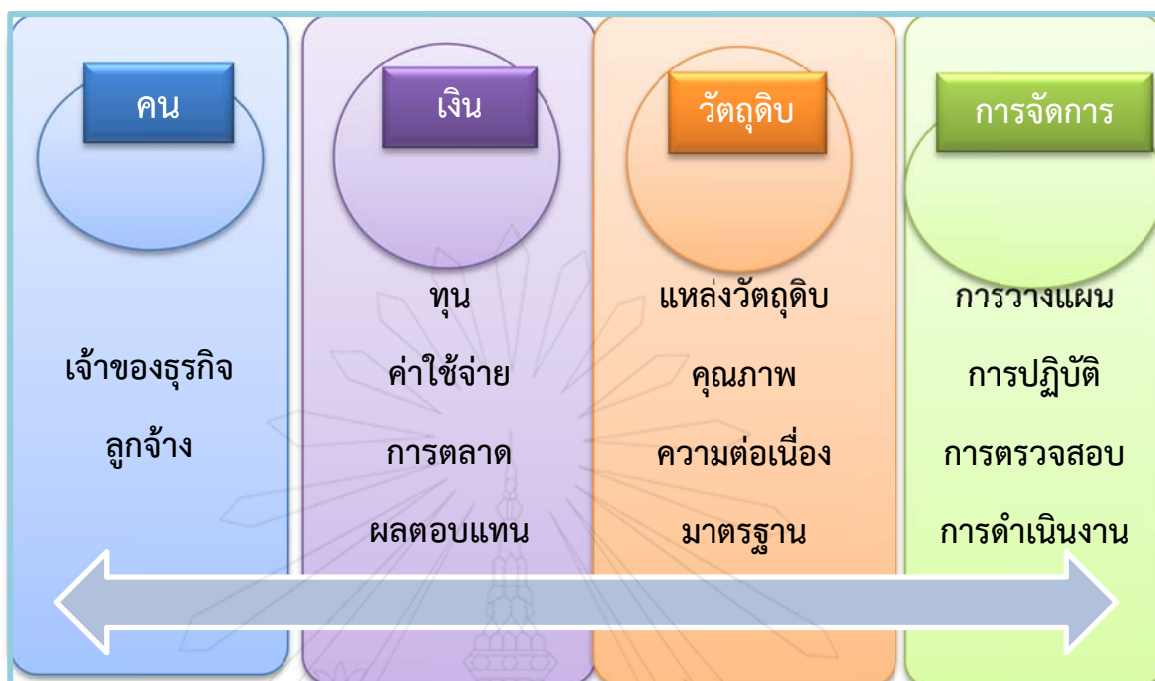 คน
เจ้าของธุรกิจ
ลูกจ้าง
เงิน
ทุน
ค่าใช้จ่าย
การตลาด
ผลตอบแทน
วัตถุดิบ
แหล่งวัตถุดิบ
คุณภาพ
ความต่อเนื่อง
มาตรฐาน
การจัดการ
การวางแผน
การปฏิบัติ
การตรวจสอบ
การดำเนินงาน